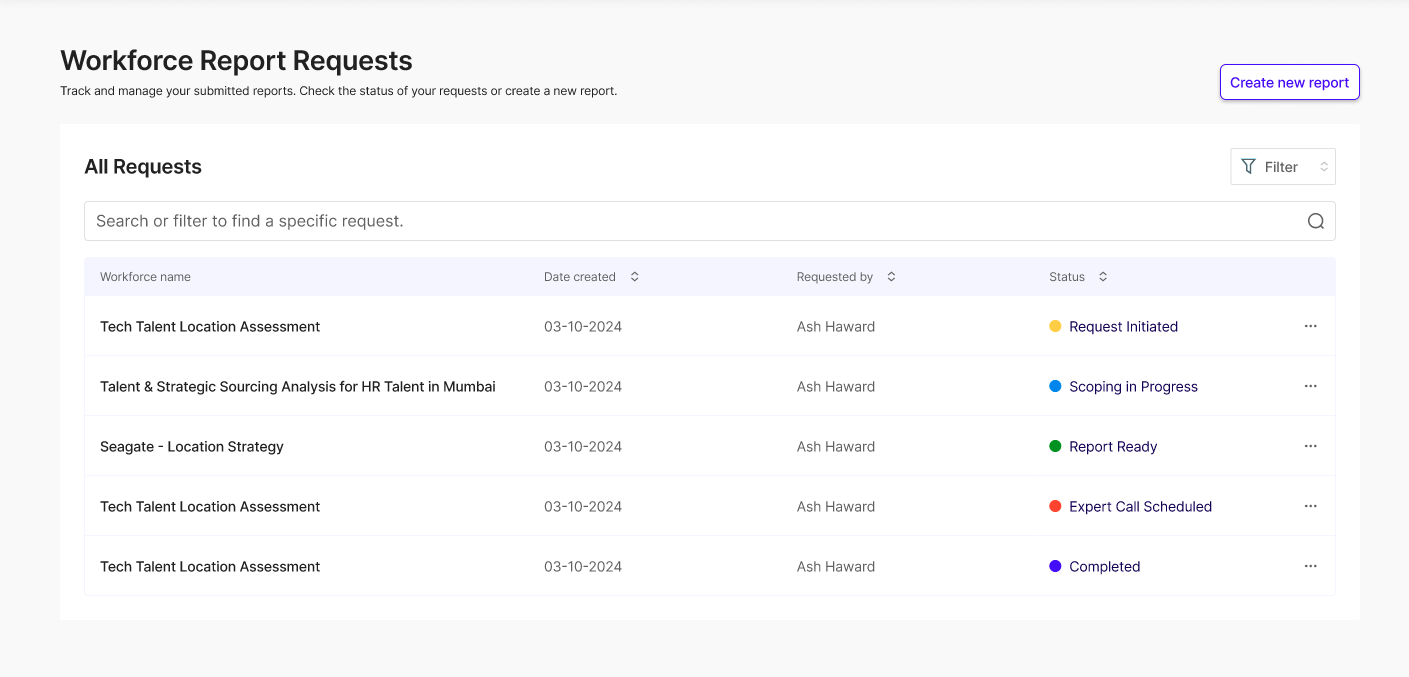 Workforce Report Requests
Track and manage your submitted reports. Check the status of your requests or create a new report.
Create new report
All Requests
Filter
Search or filter to find a specific request.
Workforce name Date created Requested by Status
Tech Talent Location Assessment 03-10-2024 Ash Haward Request Initiated
Talent & Strategic Sourcing Analysis for HR Talent in Mumbai 03-10-2024 Ash Haward Scoping in Progress
Seagate - Location Strategy 03-10-2024 Ash Haward Report Ready
Tech Talent Location Assessment 03-10-2024 Ash Haward Expert Call Scheduled
Tech Talent Location Assessment 03-10-2024 Ash Haward Completed